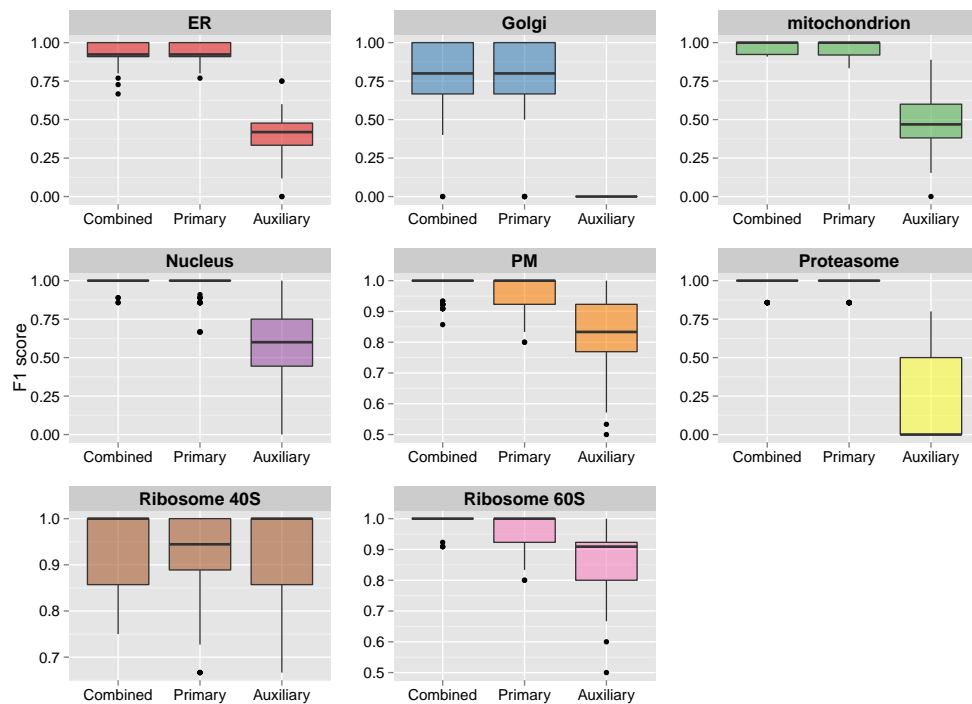 ER
Golgi
mitochondrion
1.00
0.75
0.50
0.25
0.00
Combined Primary Auxiliary
1.00
0.75
0.50
0.25
0.00
Combined Primary Auxiliary
1.00
0.75
0.50
0.25
0.00
Combined Primary Auxiliary
F1 score
Nucleus
PM
Proteasome
1.00
0.75
0.50
0.25
0.00
Combined Primary Auxiliary
1.0
0.9
0.8
0.7
0.6
0.5
Combined Primary Auxiliary
1.00
0.75
0.50
0.25
0.00
Combined Primary Auxiliary
Ribosome 40S
Ribosome 60S
1.0
0.9
0.8
0.7
Combined Primary Auxiliary
1.0
0.9
0.8
0.7
0.6
0.5
Combined Primary Auxiliary